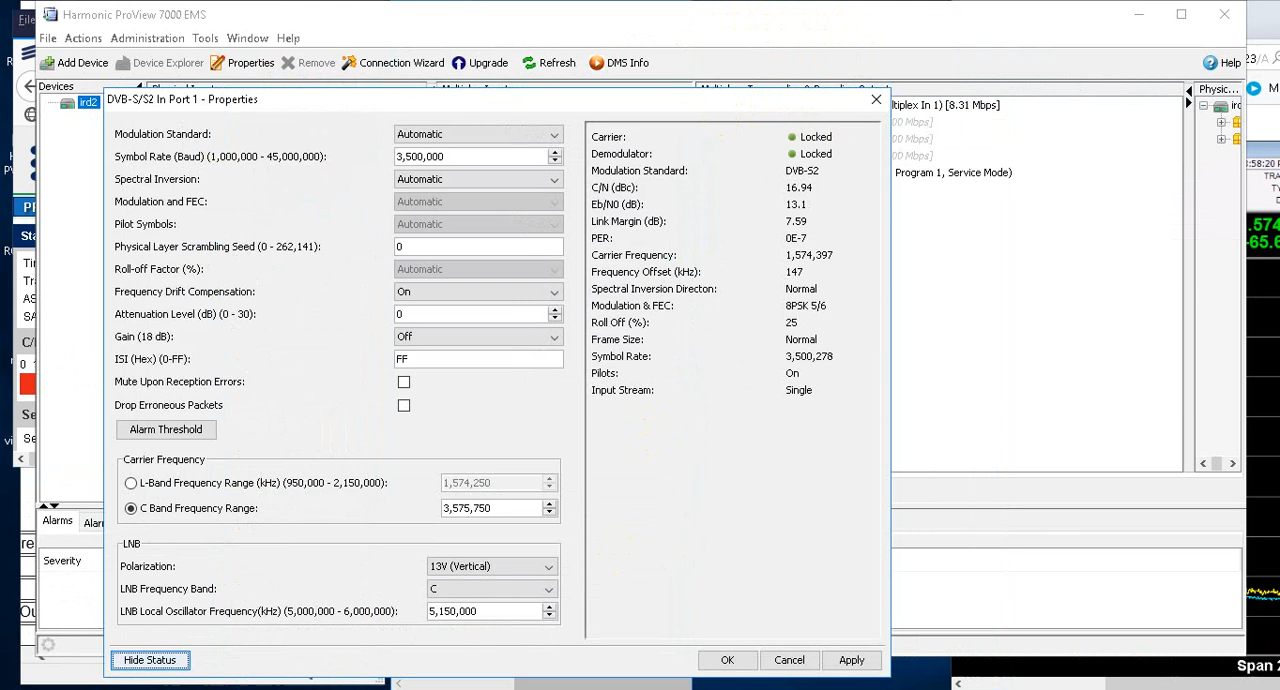 Harmonic ProView 7000 EMS
File Actions Administration Tools Window Help
Add Device Device Explorer Properties Remove Connection Wizard Upgrade Refresh DMS Info Help
Devices
Physic...
ird2
DVB-S/S2 In Port 1 - Properties
ltiplex In 1) [8.31 Mbps]
Program 1, Service Mode)
Modulation Standard: Automatic
Symbol Rate (Baud) (1,000,000 - 45,000,000): 3,500,000
Spectral Inversion: Automatic
Modulation and FEC: Automatic
Pilot Symbols: Automatic
Physical Layer Scrambling Seed (0 - 262,141): 0
Roll-off Factor (%): Automatic
Frequency Drift Compensation: On
Attenuation Level (dB) (0 - 30): 0
Gain (18 dB): Off
ISI (Hex) (0-FF): FF
Mute Upon Reception Errors:
Drop Erroneous Packets
Alarm Threshold
Carrier Frequency
L-Band Frequency Range (kHz) (950,000 - 2,150,000): 1,574,250
C Band Frequency Range: 3,575,750
LNB
Polarization: 13V (Vertical)
LNB Frequency Band: C
LNB Local Oscillator Frequency(kHz) (5,000,000 - 6,000,000): 5,150,000
Hide Status
Carrier: Locked
Demodulator: Locked
Modulation Standard: DVB-S2
C/N (dBc): 16.94
Eb/N0 (dB): 13.1
Link Margin (dB): 7.59
PER: 0E-7
Carrier Frequency: 1,574,397
Frequency Offset (kHz): 147
Spectral Inversion Directon: Normal
Modulation & FEC: 8PSK 5/6
Roll Off (%): 25
Frame Size: Normal
Symbol Rate: 3,500,278
Pilots: On
Input Stream: Single
OK Cancel Apply
Alarms
Severity
Span